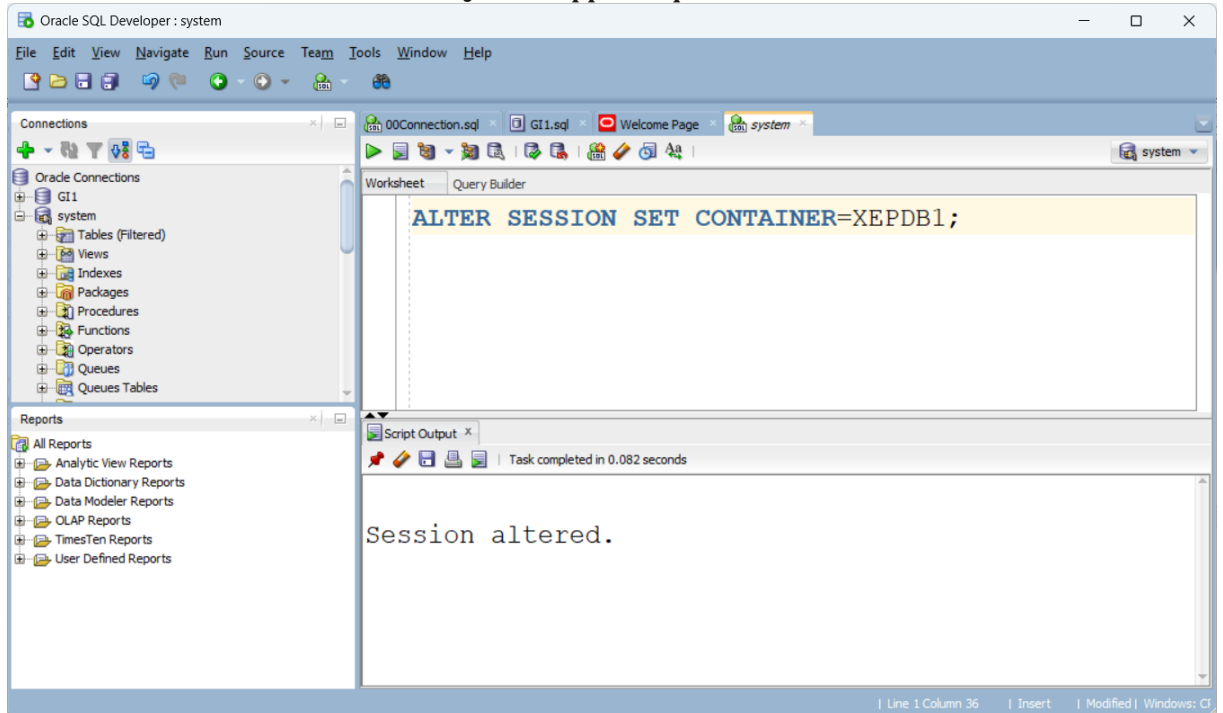 Oracle SQL Developer : system
File Edit View Navigate Run Source Team Tools Window Help
Connections
Oracle Connections
GI1
system
Tables (Filtered)
Views
Indexes
Packages
Procedures
Functions
Operators
Queues
Queues Tables
Reports
All Reports
Analytic View Reports
Data Dictionary Reports
Data Modeler Reports
OLAP Reports
TimesTen Reports
User Defined Reports
00Connection.sql GI1.sql Welcome Page system
system
Worksheet Query Builder
ALTER SESSION SET CONTAINER=XEPDB1;
Script Output
Task completed in 0.082 seconds
Session altered.
Line 1 Column 36 | Insert | Modified | Windows: